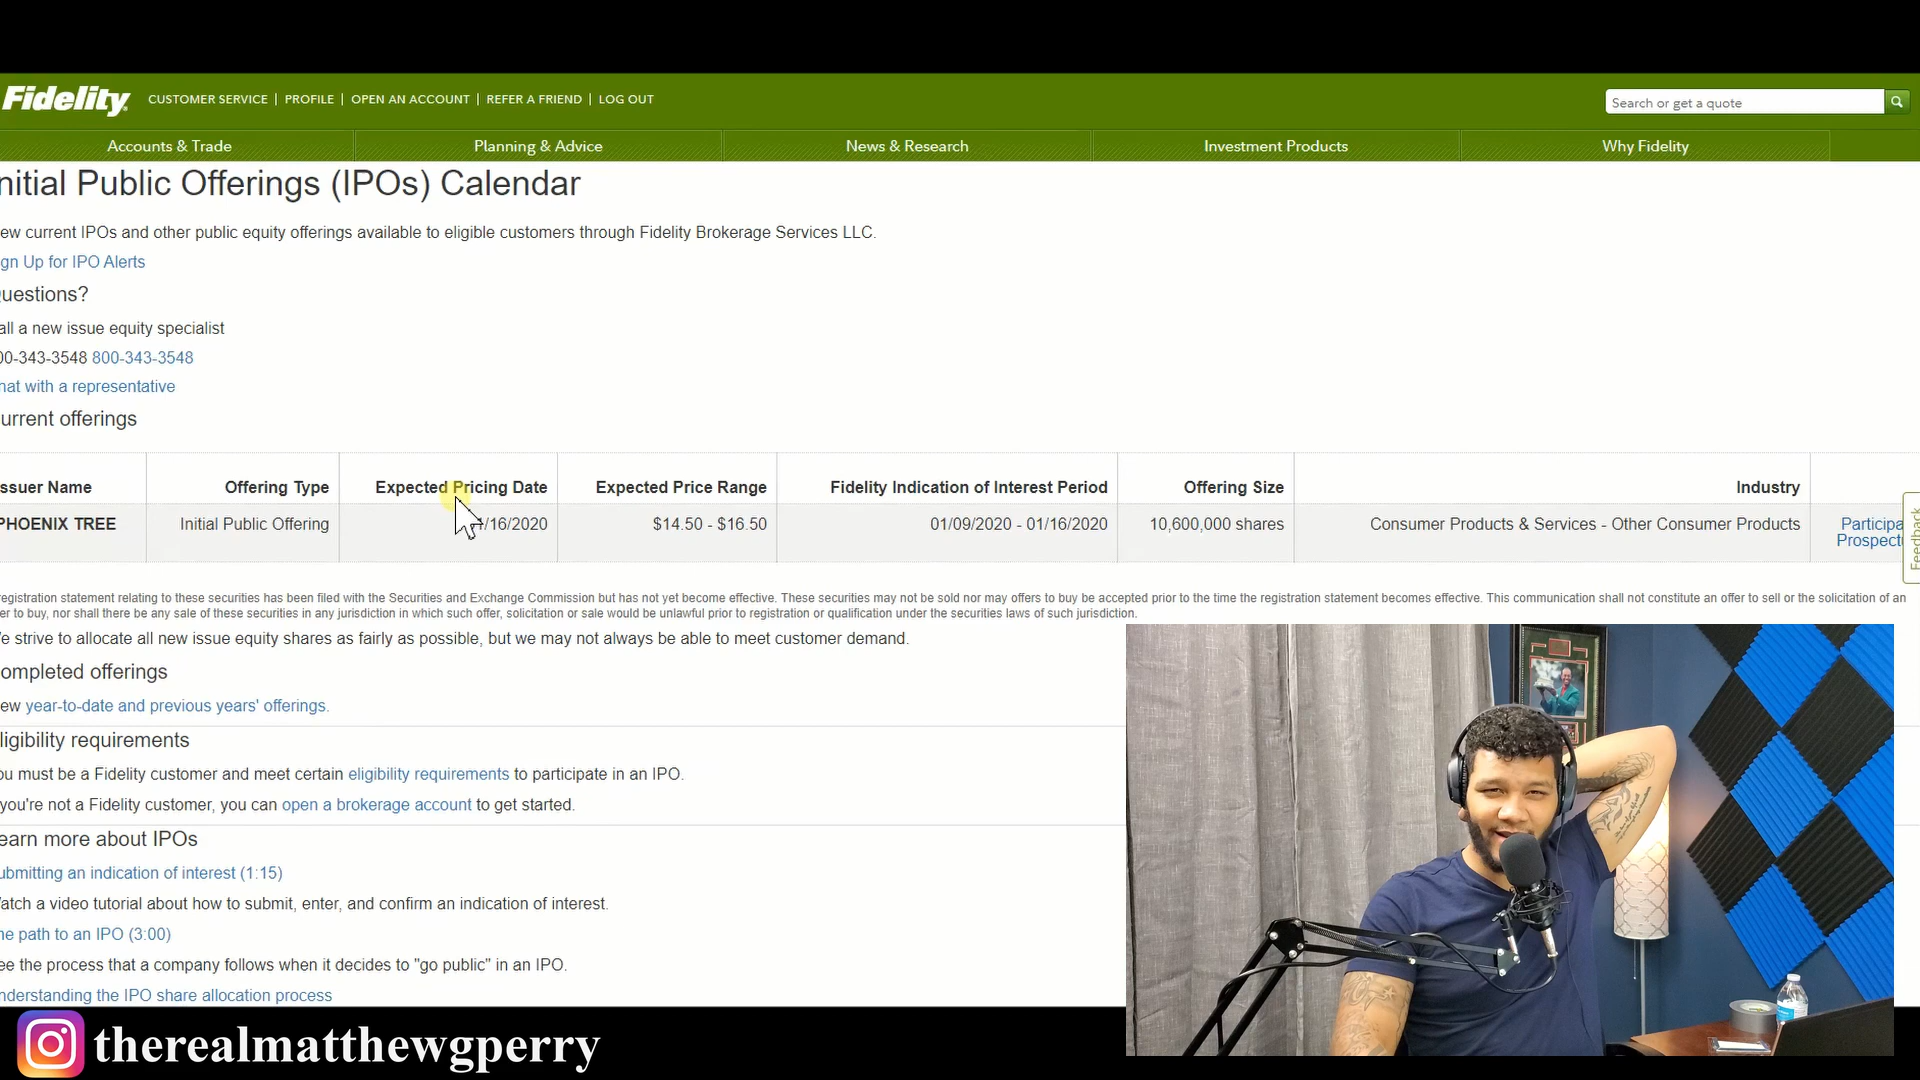 Fidelity
CUSTOMER SERVICE | PROFILE | OPEN AN ACCOUNT | REFER A FRIEND | LOG OUT
Search or get a quote
Accounts & Trade Planning & Advice News & Research Investment Products Why Fidelity
nitial Public Offerings (IPOs) Calendar
ew current IPOs and other public equity offerings available to eligible customers through Fidelity Brokerage Services LLC.
gn Up for IPO Alerts
uestions?
all a new issue equity specialist
00-343-3548 800-343-3548
hat with a representative
urrent offerings
ssuer Name Offering Type Expected Pricing Date Expected Price Range Fidelity Indication of Interest Period Offering Size Industry
PHOENIX TREE Initial Public Offering /16/2020 $14.50 - $16.50 01/09/2020 - 01/16/2020 10,600,000 shares Consumer Products & Services - Other Consumer Products Particip
Prospect
Feedback
registration statement relating to these securities has been filed with the Securities and Exchange Commission but has not yet become effective. These securities may not be sold nor may offers to buy be accepted prior to the time the registration statement becomes effective. This communication shall not constitute an offer to sell or the solicitation of an
er to buy, nor shall there be any sale of these securities in any jurisdiction in which such offer, solicitation or sale would be unlawful prior to registration or qualification under the securities laws of such jurisdiction.
e strive to allocate all new issue equity shares as fairly as possible, but we may not always be able to meet customer demand.
ompleted offerings
ew year-to-date and previous years' offerings.
ligibility requirements
ou must be a Fidelity customer and meet certain eligibility requirements to participate in an IPO.
you're not a Fidelity customer, you can open a brokerage account to get started.
earn more about IPOs
ubmitting an indication of interest (1:15)
atch a video tutorial about how to submit, enter, and confirm an indication of interest.
he path to an IPO (3:00)
ee the process that a company follows when it decides to "go public" in an IPO.
nderstanding the IPO share allocation process
therealmatthewgperry